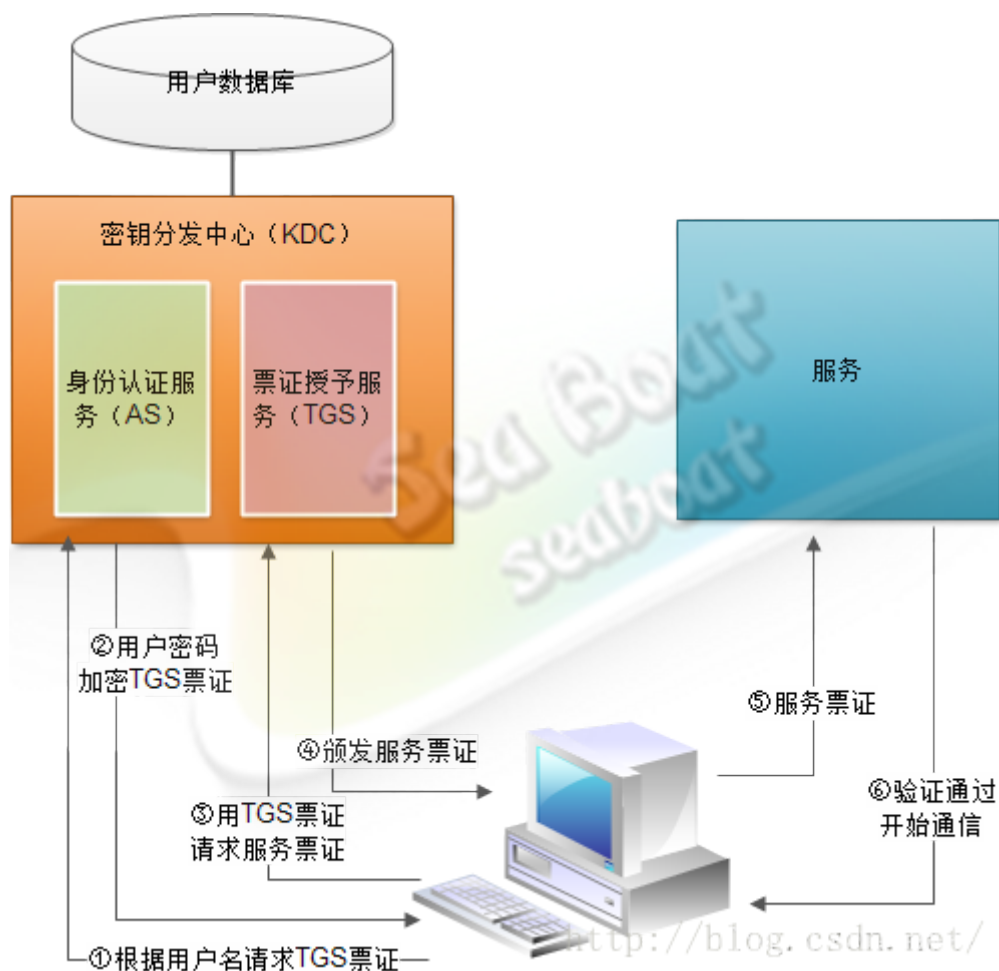 用户数据库
密钥分发中心（KDC）
身份认证服
务（AS）
票证授予服
务（TGS）
服务
Sea Boat
seaboat
②用户密码
加密TGS票证
⑤服务票证
④颁发服务票证
③用TGS票证
请求服务票证
⑥验证通过
开始通信
http://blog.csdn.net/
①根据用户名请求TGS票证